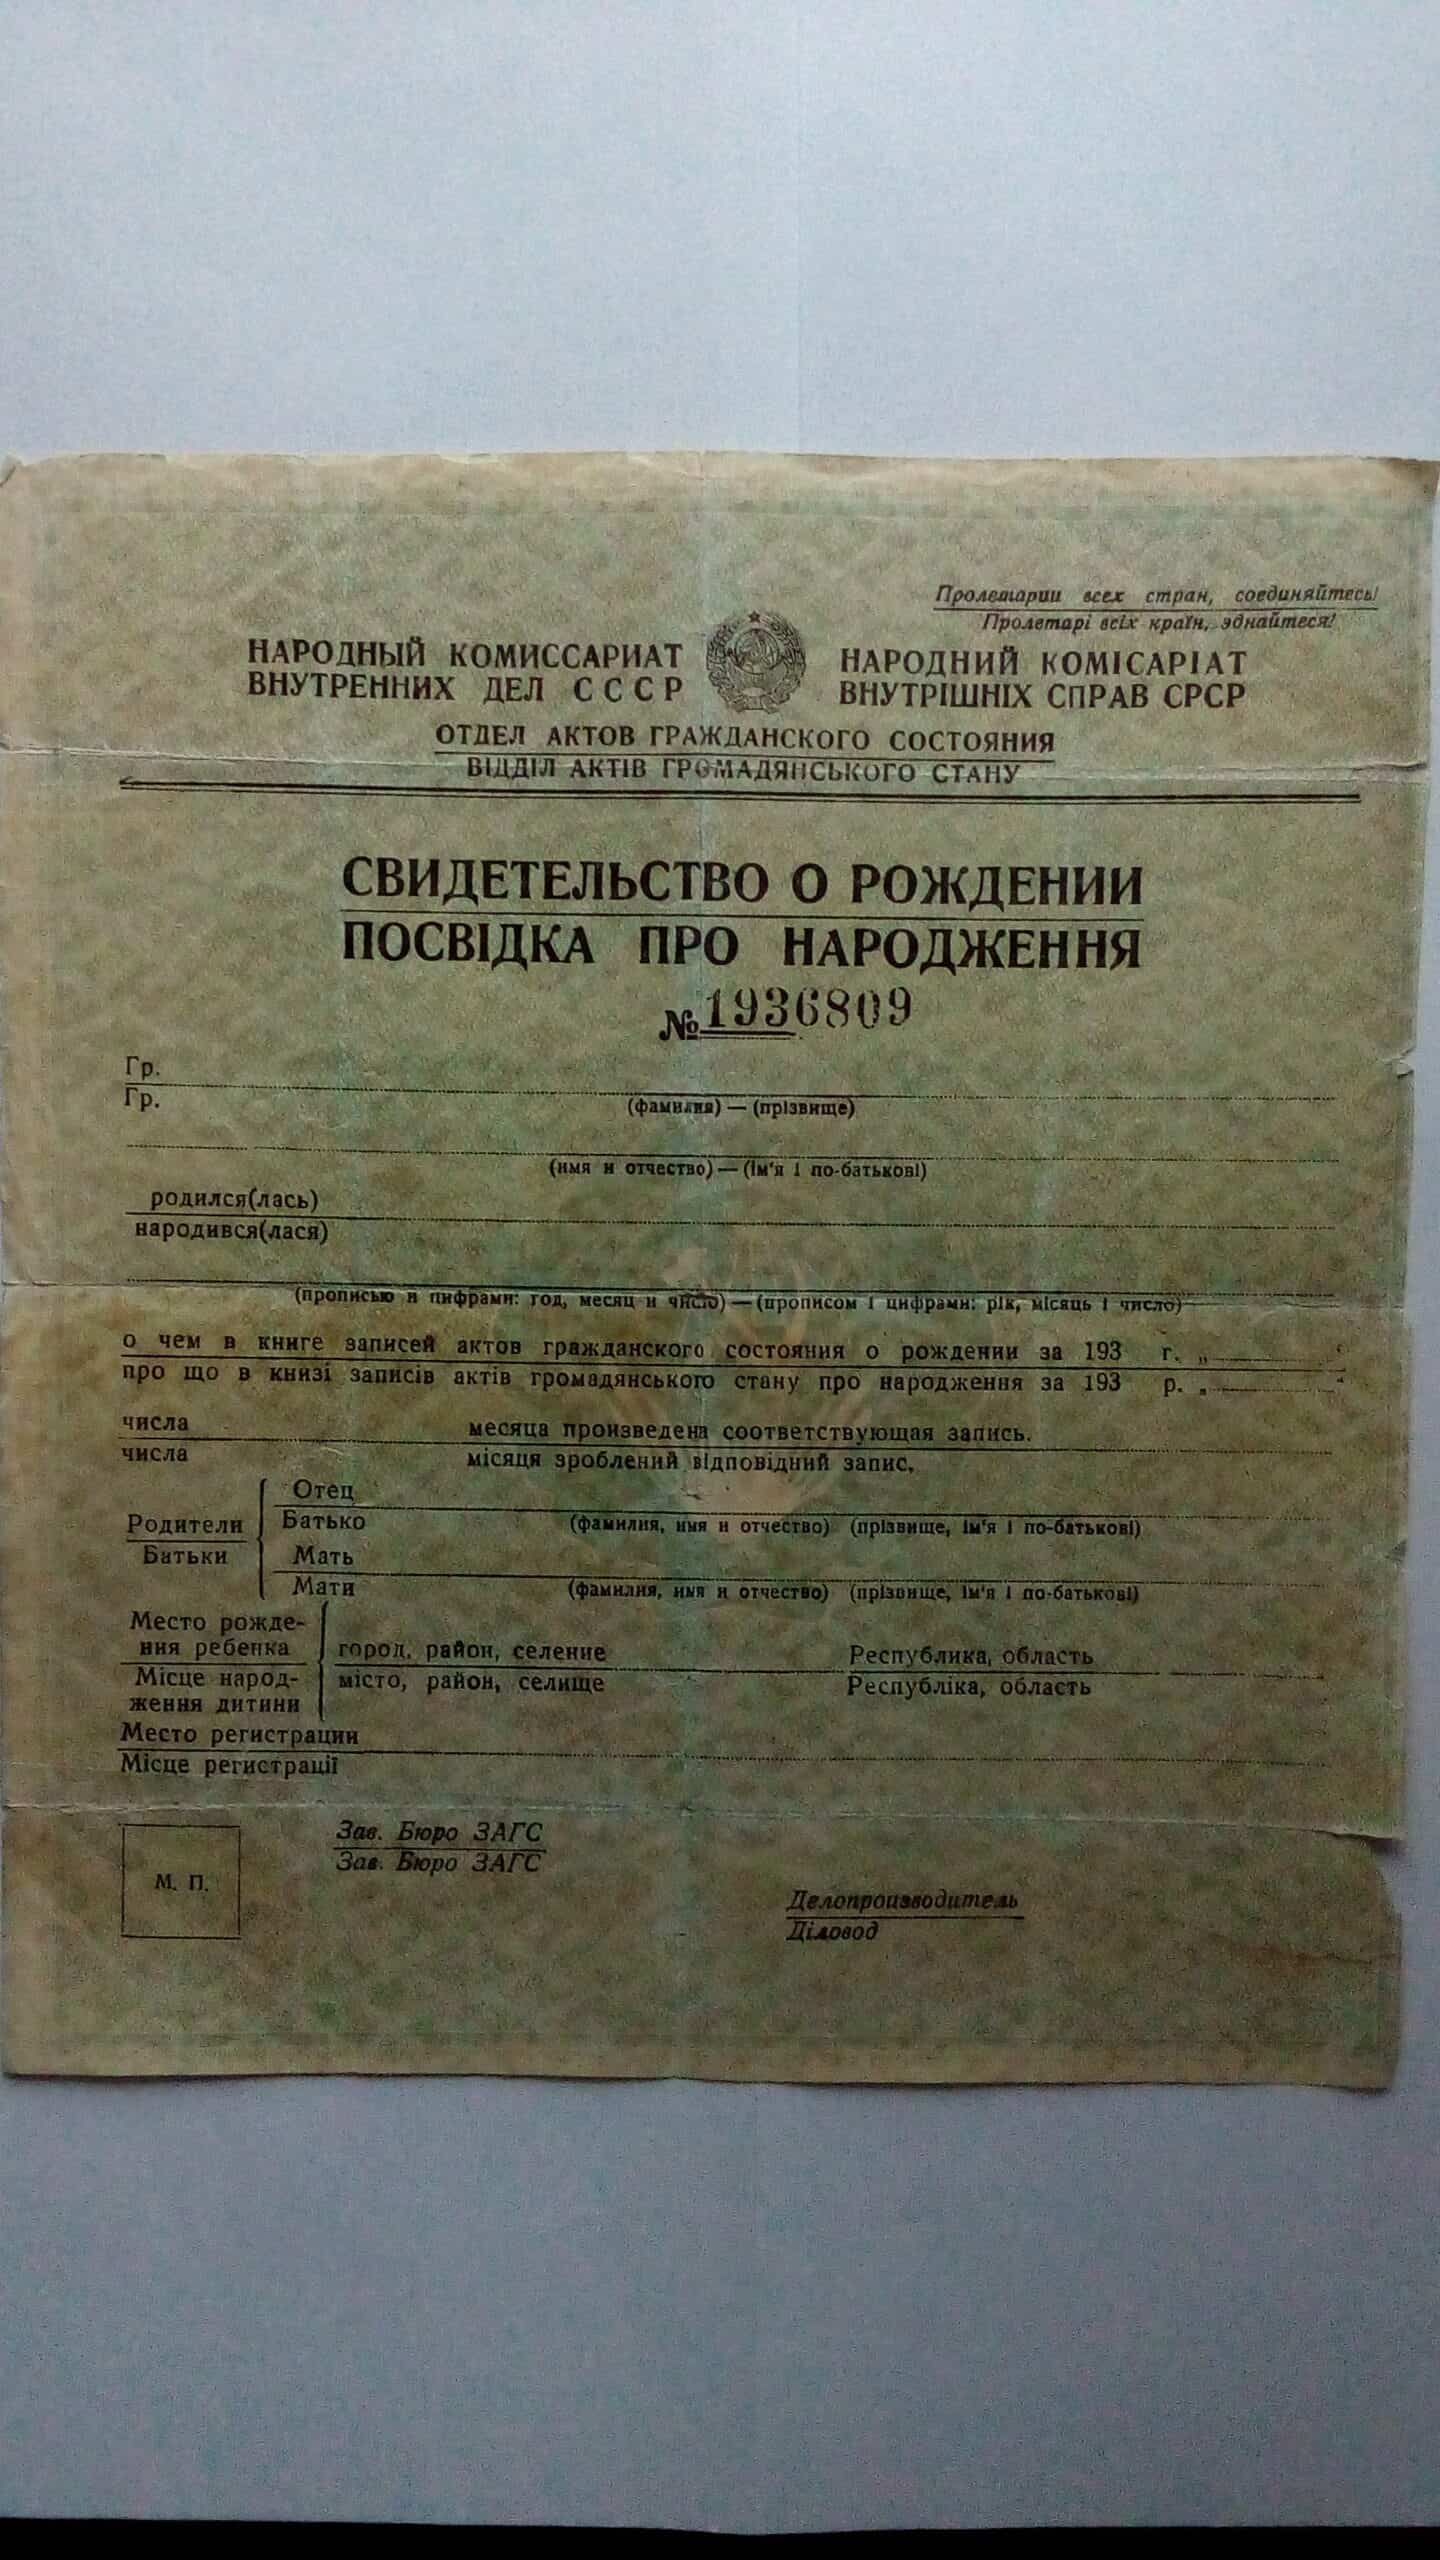 Пролетарии всех стран, соединяйтесь!
Пролетарі всіх країн, єднайтеся!
НАРОДНЫЙ КОМИССАРИАТ
ВНУТРЕННИХ ДЕЛ СССР
НАРОДНИЙ КОМІСАРІАТ
ВНУТРІШНІХ СПРАВ СРСР
ОТДЕЛ АКТОВ ГРАЖДАНСКОГО СОСТОЯНИЯ
ВІДДІЛ АКТІВ ГРОМАДЯНСЬКОГО СТАНУ
СВИДЕТЕЛЬСТВО О РОЖДЕНИИ
ПОСВІДКА ПРО НАРОДЖЕННЯ
№ 1936809
Гр.
Гр.
(фамилия) — (прізвище)
(имя и отчество) — (ім'я і по-батькові)
родился(лась)
народився(лася)
(прописью и цифрами: год, месяц и число) — (прописом і цифрами: рік, місяць і число)
о чем в книге записей актов гражданского состояния о рождении за 193 г. „ “
про що в книзі записів актів громадянського стану про народження за 193 р. „ “
числа месяца произведена соответствующая запись.
числа місяця зроблений відповідний запис.
Родители
Батьки
Отец
Батько (фамилия, имя и отчество) (прізвище, ім'я і по-батькові)
Мать
Мати (фамилия, имя и отчество) (прізвище, ім'я і по-батькові)
Место рожде-
ния ребенка
Місце народ-
ження дитини
город, район, селение Республика, область
місто, район, селище Республіка, область
Место регистрации
Місце регистрації
М. П.
Зав. Бюро ЗАГС
Зав. Бюро ЗАГС
Делопроизводитель
Діловод